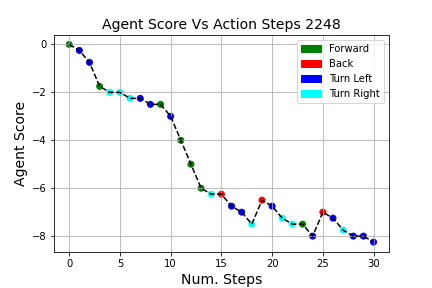 Agent Score Vs Action Steps 2248
Forward
Back
Turn Left
Turn Right
Agent Score
0
−2
−4
−6
−8
0 5 10 15 20 25 30
Num. Steps